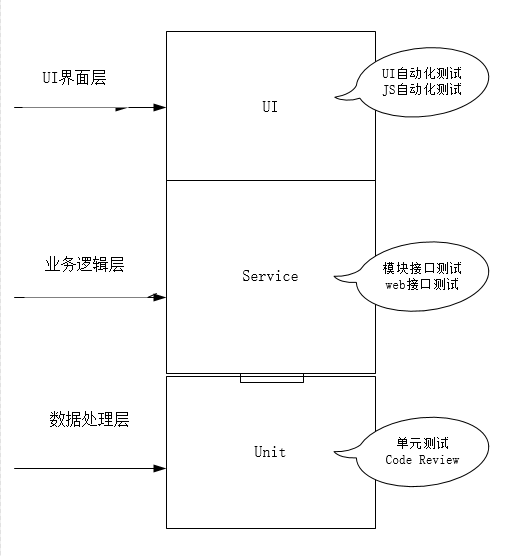 UI界面层
UI
UI自动化测试
JS自动化测试
业务逻辑层
Service
模块接口测试
web接口测试
数据处理层
Unit
单元测试
Code Review